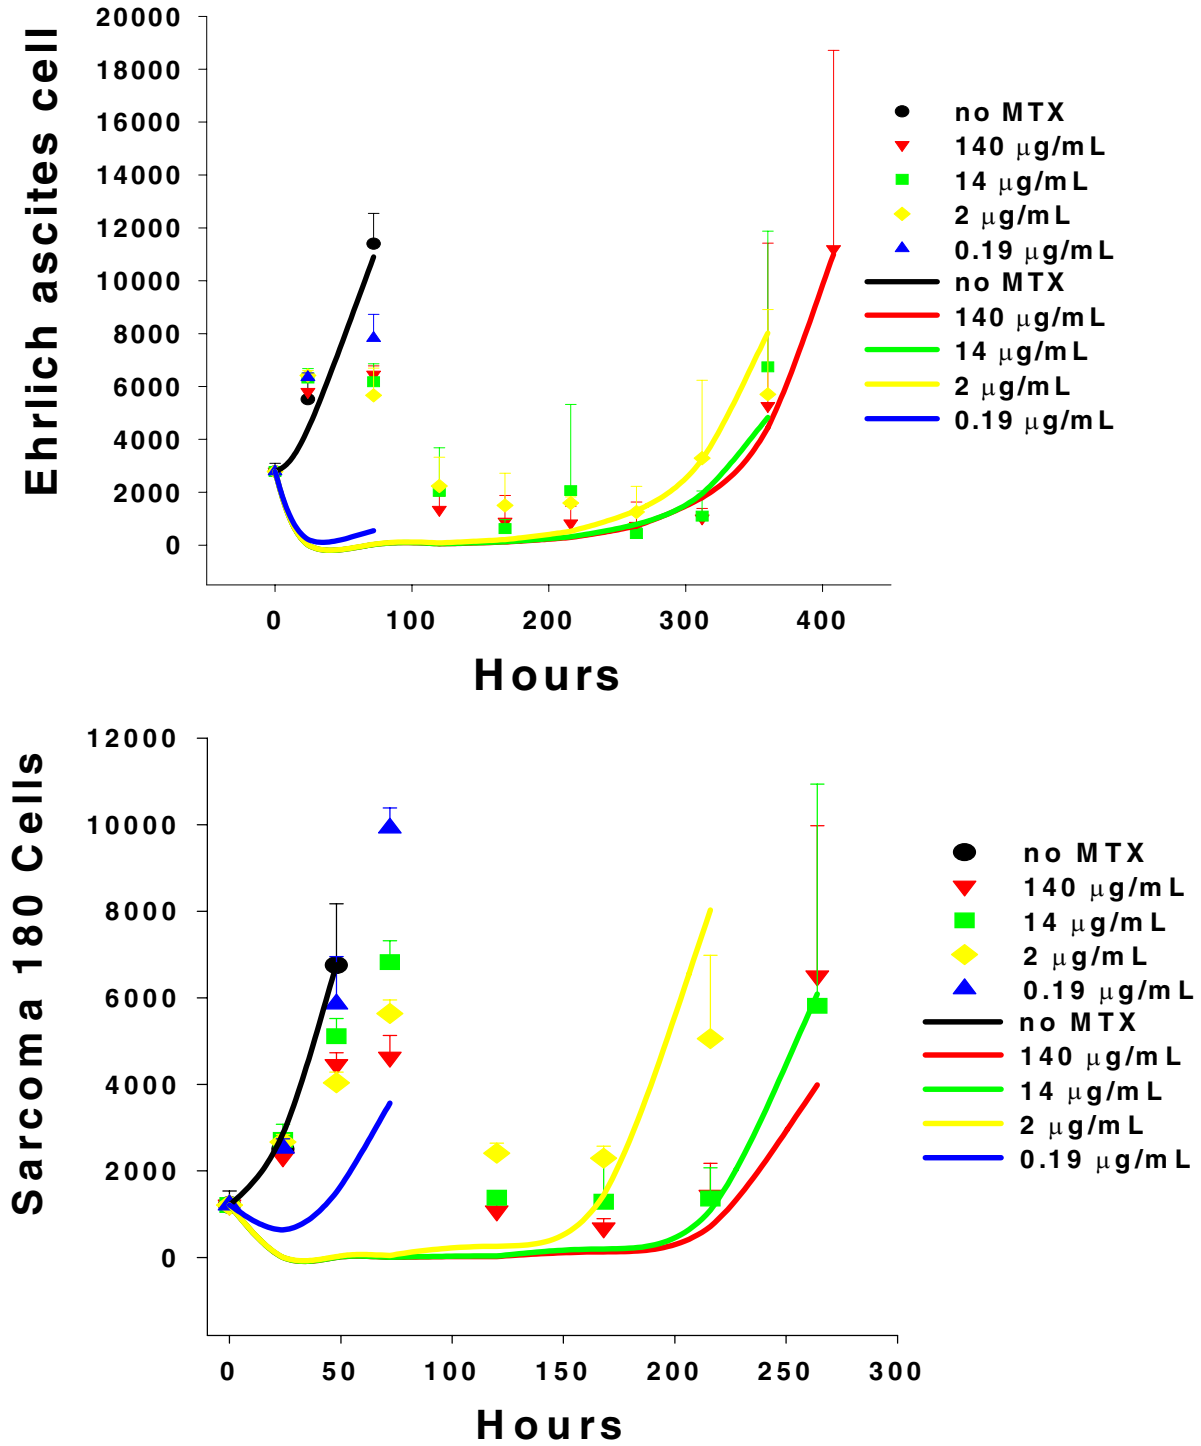 Ehrlich ascites cell
20000
18000
16000
14000
12000
10000
8000
6000
4000
2000
0
0 100 200 300 400
Hours
no MTX
140 μg/mL
14 μg/mL
2 μg/mL
0.19 μg/mL
no MTX
140 μg/mL
14 μg/mL
2 μg/mL
0.19 μg/mL
Sarcoma 180 Cells
12000
10000
8000
6000
4000
2000
0
0 50 100 150 200 250 300
Hours
no MTX
140 μg/mL
14 μg/mL
2 μg/mL
0.19 μg/mL
no MTX
140 μg/mL
14 μg/mL
2 μg/mL
0.19 μg/mL